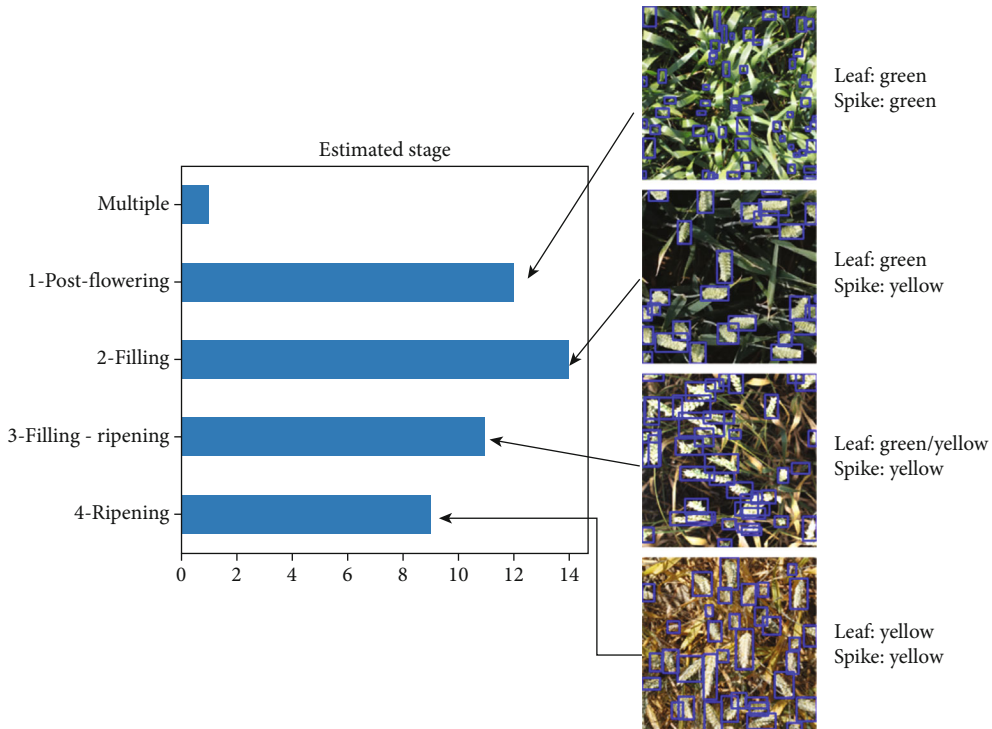 Estimated stage
Multiple
1-Post-flowering
2-Filling
3-Filling - ripening
4-Ripening
0 2 4 6 8 10 12 14
Leaf: green
Spike: green
Leaf: green
Spike: yellow
Leaf: green/yellow
Spike: yellow
Leaf: yellow
Spike: yellow